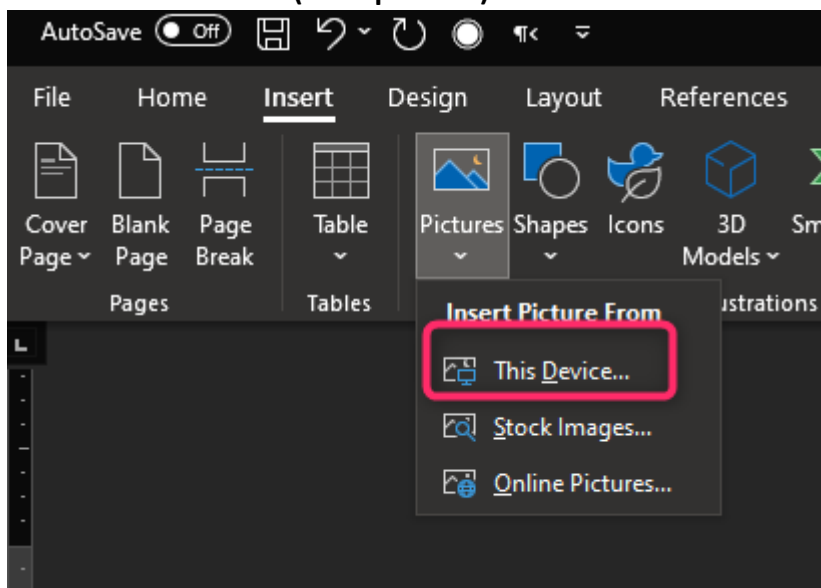 AutoSave Off
File Home Insert Design Layout References
Cover Page Blank Page Page Break Table Pictures Shapes Icons 3D Models
Pages Tables
Insert Picture From
This Device...
Stock Images...
Online Pictures...